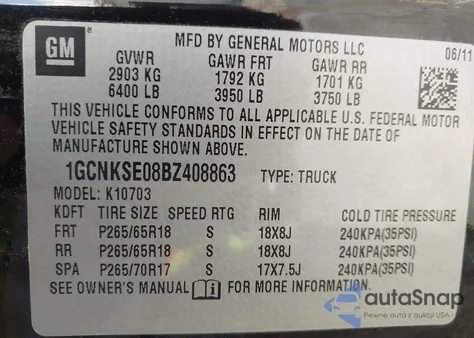 GM
MFD BY GENERAL MOTORS LLC
06/11
GVWR GAWR FRT GAWR RR
2903 KG 1792 KG 1701 KG
6400 LB 3950 LB 3750 LB
THIS VEHICLE CONFORMS TO ALL APPLICABLE U.S. FEDERAL MOTOR
VEHICLE SAFETY STANDARDS IN EFFECT ON THE DATE OF
MANUFACTURE SHOWN ABOVE.
1GCNKSE08BZ408863 TYPE: TRUCK
MODEL: K10703
KDFT TIRE SIZE SPEED RTG RIM COLD TIRE PRESSURE
FRT P265/65R18 S 18X8J 240KPA(35PSI)
RR P265/65R18 S 18X8J 240KPA(35PSI)
SPA P265/70R17 S 17X7.5J 240KPA(35PSI)
SEE OWNER'S MANUAL FOR MORE INFORMATION.
autoSnap